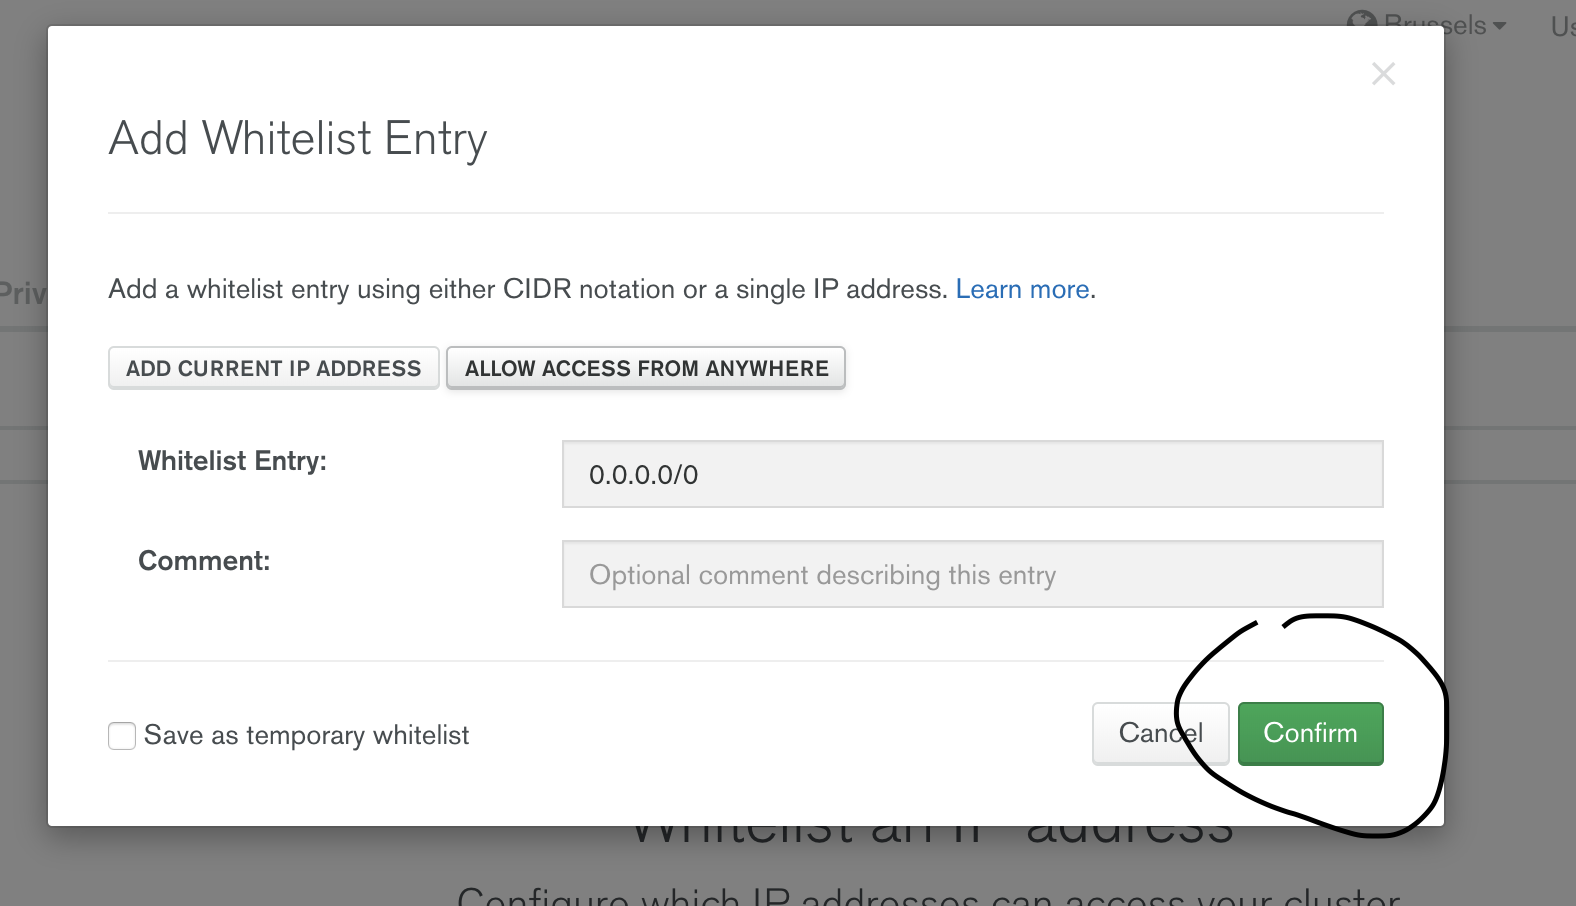 Brussels
Us
Add Whitelist Entry
Priv
Add a whitelist entry using either CIDR notation or a single IP address. Learn more.
ADD CURRENT IP ADDRESS
ALLOW ACCESS FROM ANYWHERE
Whitelist Entry:
0.0.0.0/0
Comment:
Optional comment describing this entry
Save as temporary whitelist
Cancel
Confirm
Whitelist an IP address
Configure which IP addresses can access your cluster